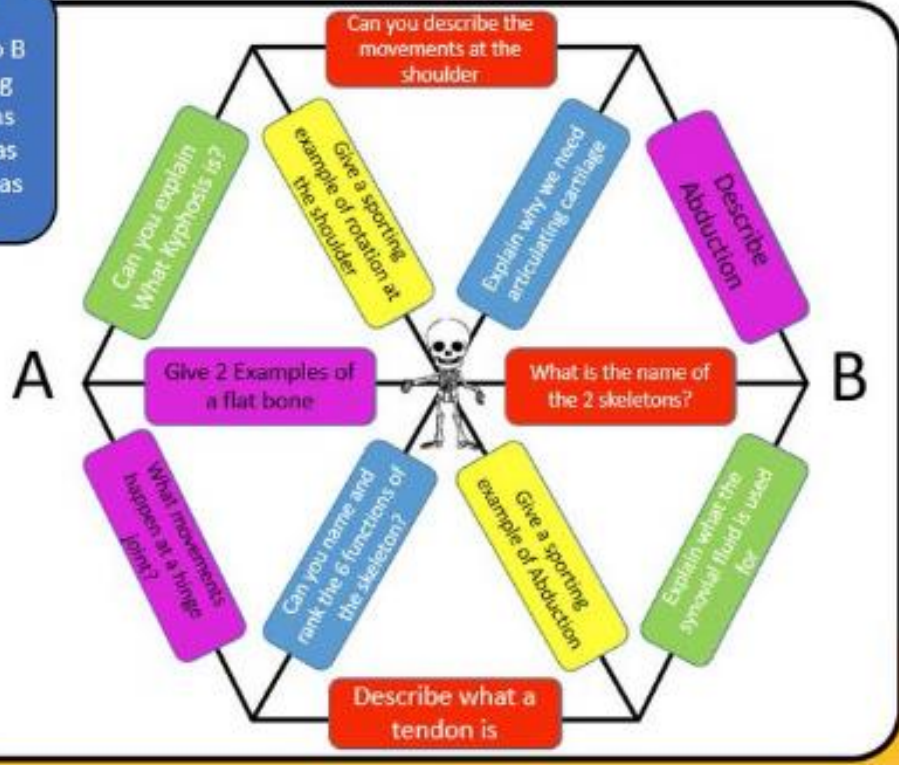 B
g
as
as
as
Can you describe the
movements at the
shoulder
Can you explain
What Kyphosis is?
Give a sporting
example of rotation at
the shoulder
Explain why we need
articulating cartilage
Describe
Abduction
A
Give 2 Examples of
a flat bone
What is the name of
the 2 skeletons?
B
What movements
happen at a hinge
joint?
Can you name and
rank the 6 functions of
the skeleton?
Give a sporting
example of Abduction
Explain what the
synovial fluid is used
for
Describe what a
tendon is